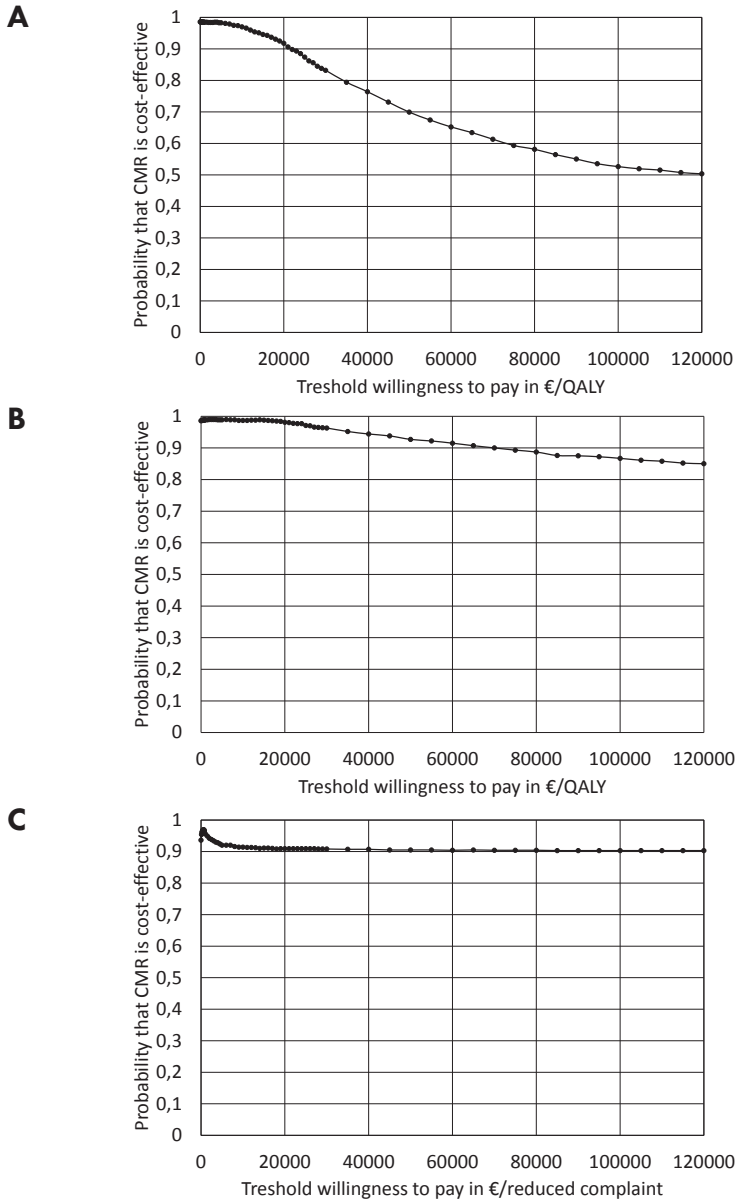 A
Probability that CMR is cost-effective
1
0,9
0,8
0,7
0,6
0,5
0,4
0,3
0,2
0,1
0
0 20000 40000 60000 80000 100000 120000
Treshold willingness to pay in €/QALY
B
Probability that CMR is cost-effective
1
0,9
0,8
0,7
0,6
0,5
0,4
0,3
0,2
0,1
0
0 20000 40000 60000 80000 100000 120000
Treshold willingness to pay in €/QALY
C
Probability that CMR is cost-effective
1
0,9
0,8
0,7
0,6
0,5
0,4
0,3
0,2
0,1
0
0 20000 40000 60000 80000 100000 120000
Treshold willingness to pay in €/reduced complaint